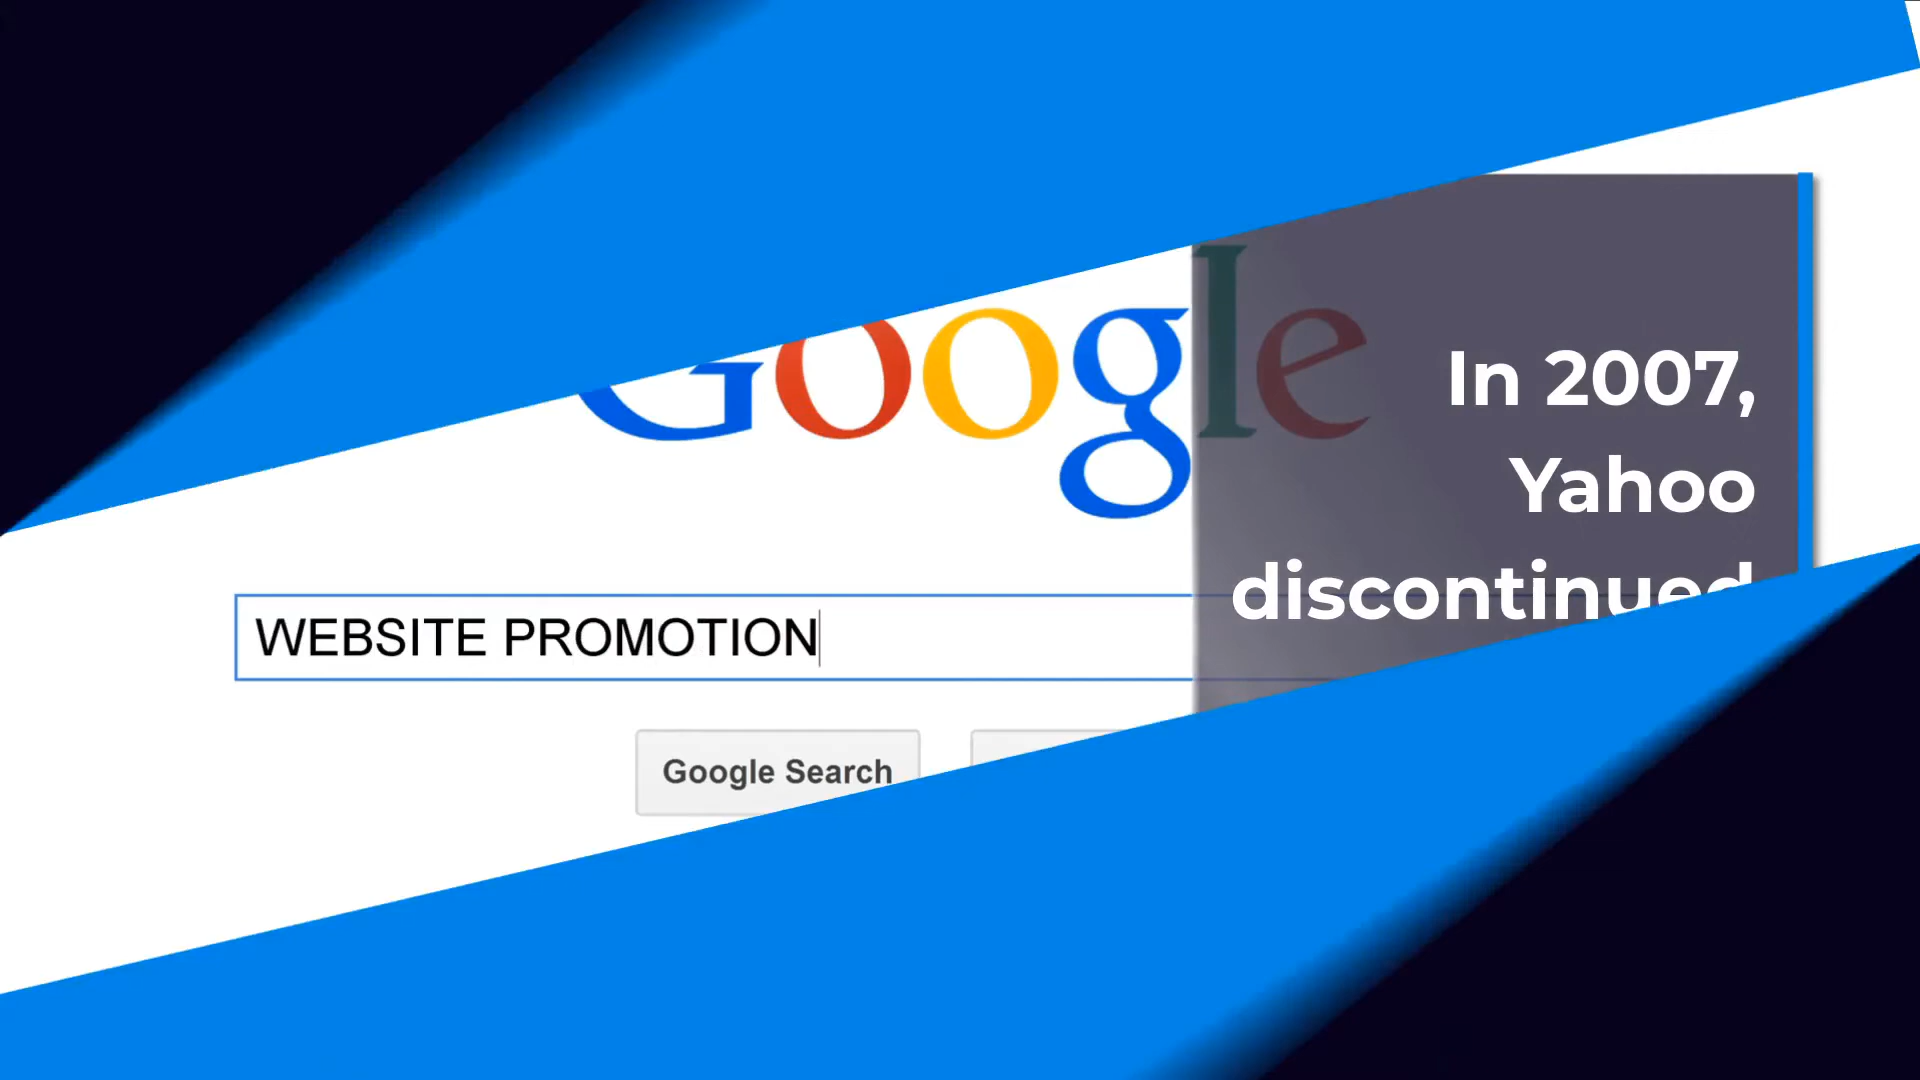 Google
In 2007,
Yahoo
discontinued
WEBSITE PROMOTION
Google Search